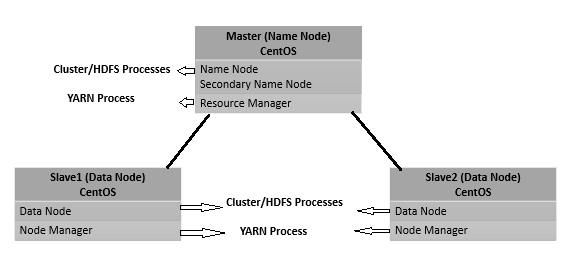 Master (Name Node)
CentOS
Cluster/HDFS Processes
Name Node
Secondary Name Node
YARN Process
Resource Manager
Slave1 (Data Node)
CentOS
Data Node
Node Manager
Cluster/HDFS Processes
YARN Process
Slave2 (Data Node)
CentOS
Data Node
Node Manager